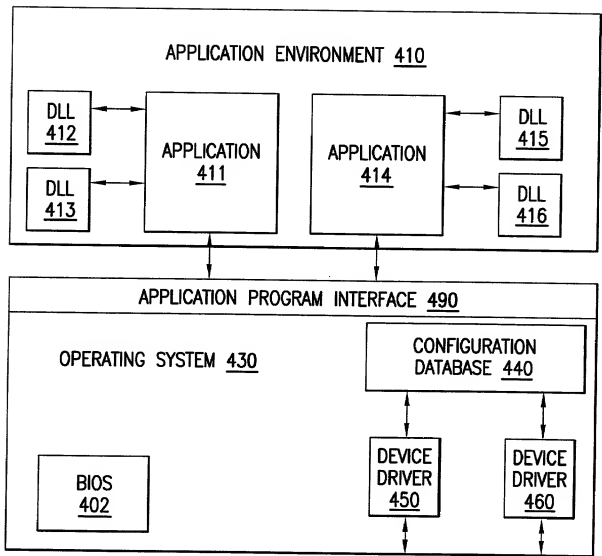 APPLICATION ENVIRONMENT 410
DLL
412
DLL
413
APPLICATION
411
APPLICATION
414
DLL
415
DLL
416
APPLICATION PROGRAM INTERFACE 490
OPERATING SYSTEM 430
CONFIGURATION
DATABASE 440
BIOS
402
DEVICE
DRIVER
450
DEVICE
DRIVER
460